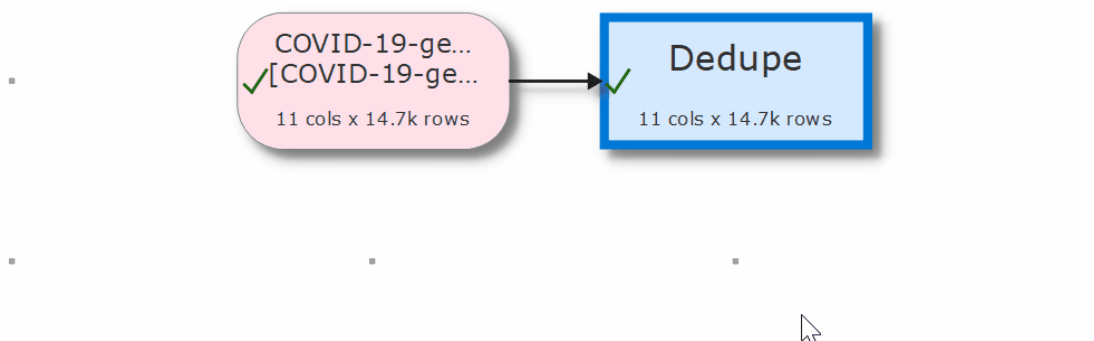 COVID-19-ge...
[COVID-19-ge...
11 cols x 14.7k rows
Dedupe
11 cols x 14.7k rows